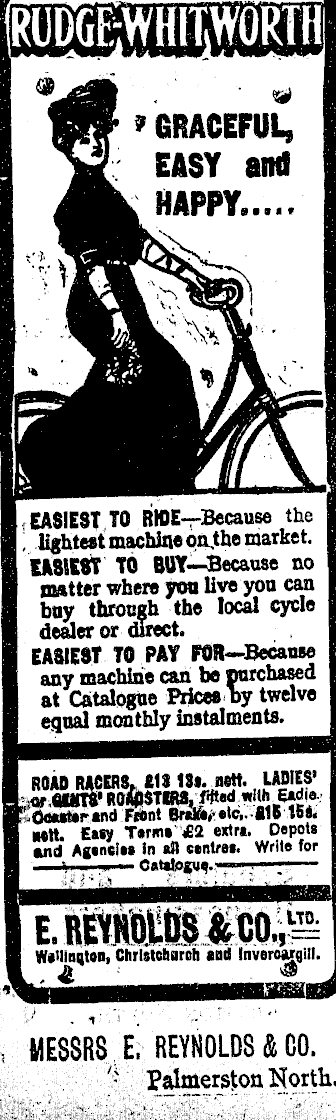 RUDGE-WHITWORTH
GRACEFUL,
EASY and
HAPPY.....
EASIEST TO RIDE—Because the
lightest machine on the market.
EASIEST TO BUY—Because no
matter where you live you can
buy through the local cycle
dealer or direct.
EASIEST TO PAY FOR—Because
any machine can be purchased
at Catalogue Prices by twelve
equal monthly instalments.
ROAD RACERS, £13 13s. nett. LADIES'
or GENTS' ROADSTERS, fitted with Eadie
Coaster and Front Brake, etc., £15 15s.
nett. Easy Terms £2 extra. Depots
and Agencies in all centres. Write for
Catalogue.
E. REYNOLDS & CO., LTD.
Wellington, Christchurch and Invercargill.
MESSRS E. REYNOLDS & CO.
Palmerston North.